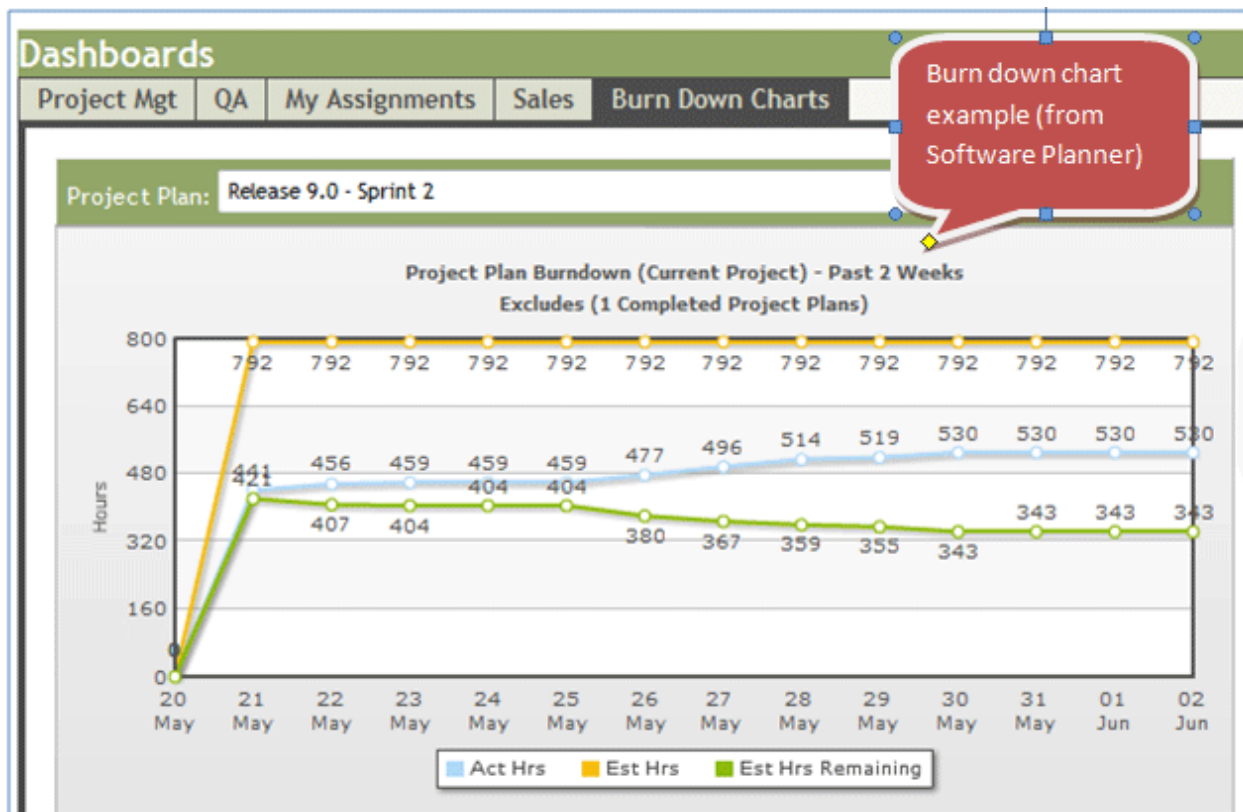 Dashboards
Project Mgt QA My Assignments Sales Burn Down Charts
Burn down chart
example (from
Software Planner)
Project Plan: Release 9.0 - Sprint 2
Project Plan Burndown (Current Project) - Past 2 Weeks
Excludes (1 Completed Project Plans)
800
792 792 792 792 792 792 792 792 792 792 792 792 792
640
441 456 459 459 459 477 496 514 519 530 530 530 530
480
421 407 404 404 404 380 367 359 355 343 343 343 343
Hours
320
160
0
0
20 21 22 23 24 25 26 27 28 29 30 31 01 02
May May May May May May May May May May May May Jun Jun
Act Hrs Est Hrs Est Hrs Remaining